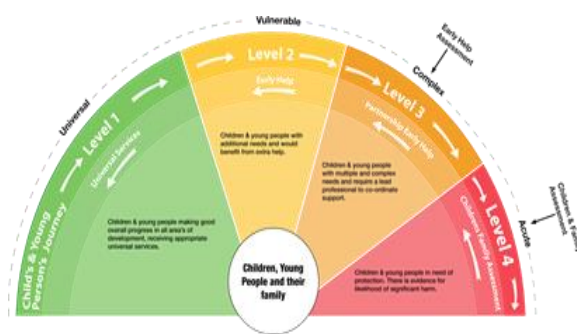 Universal
Vulnerable
Complex
Acute
Early Help
Assessment
Children & Family
Assessment
Child's & Young
Person's Journey
Level 1
Universal Services
Children & young people making good
overall progress in all area's of
development, receiving appropriate
universal services.
Level 2
Early Help
Children & young people with
additional needs and would
benefit from extra help.
Level 3
Partnership Early Help
Children & young people
with multiple and complex
needs and require a lead
professional to co-ordinate
support.
Level 4
Childrens Family Assessment
Children & young people in need of
protection. There is evidence for
likelihood of significant harm.
Children, Young
People and their
family